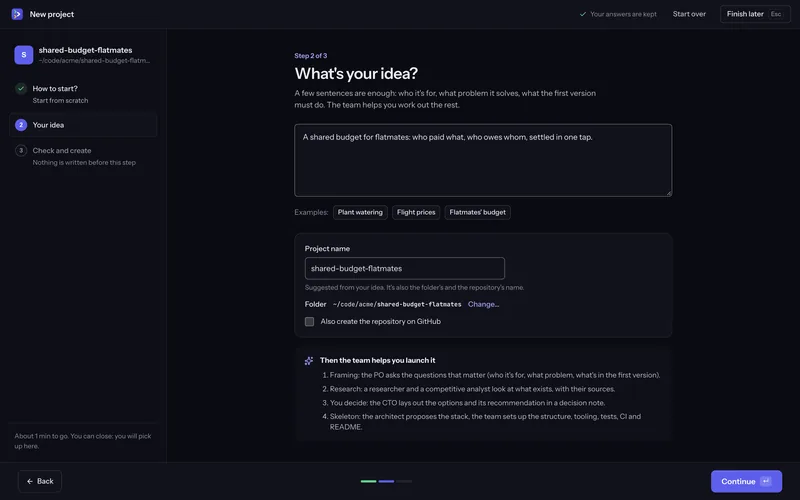 New project
Your answers are kept
Start over
Finish later Esc
S
shared-budget-flatmates
~/code/acme/shared-budget-flatm...
How to start?
Start from scratch
2 Your idea
3 Check and create
Nothing is written before this step
About 1 min to go. You can close: you will pick
up here.
Step 2 of 3
What's your idea?
A few sentences are enough: who it's for, what problem it solves, what the first version
must do. The team helps you work out the rest.
A shared budget for flatmates: who paid what, who owes whom, settled in one tap.
Examples: Plant watering Flight prices Flatmates' budget
Project name
shared-budget-flatmates
Suggested from your idea. It's also the folder's and the repository's name.
Folder ~/code/acme/shared-budget-flatmates Change...
Also create the repository on GitHub
Then the team helps you launch it
1. Framing: the PO asks the questions that matter (who it's for, what problem, what's in the first version).
2. Research: a researcher and a competitive analyst look at what exists, with their sources.
3. You decide: the CTO lays out the options and its recommendation in a decision note.
4. Skeleton: the architect proposes the stack, the team sets up the structure, tooling, tests, CI and
README.
← Back
Continue ↵